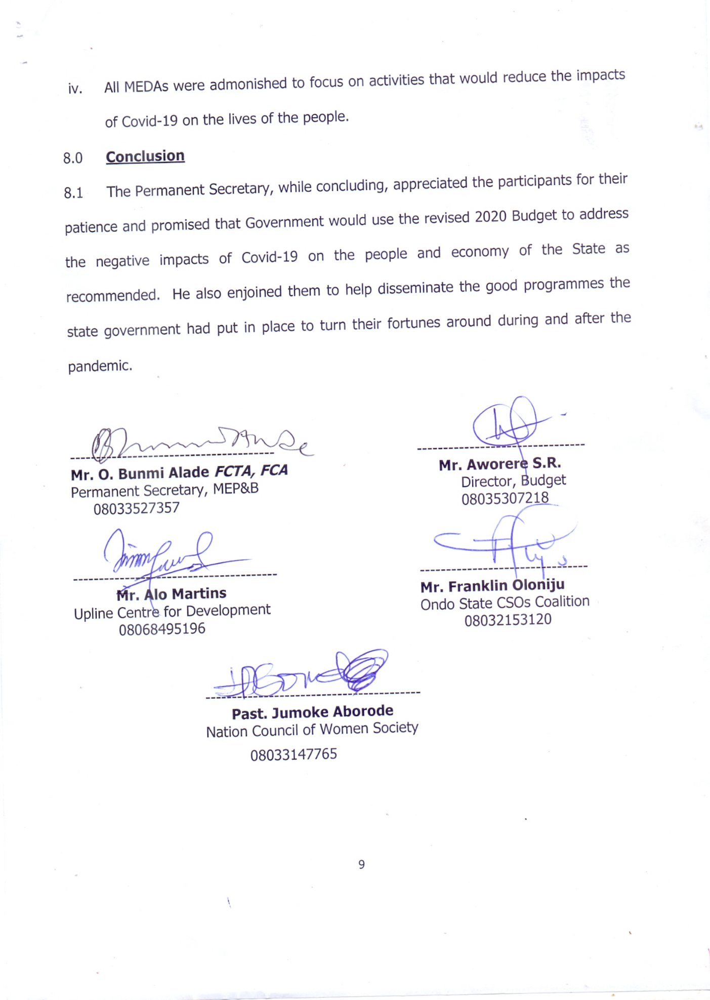 iv. All MEDAs were admonished to focus on activities that would reduce the impacts
of Covid-19 on the lives of the people.
8.0 Conclusion
8.1 The Permanent Secretary, while concluding, appreciated the participants for their
patience and promised that Government would use the revised 2020 Budget to address
the negative impacts of Covid-19 on the people and economy of the State as
recommended. He also enjoined them to help disseminate the good programmes the
state government had put in place to turn their fortunes around during and after the
pandemic.
Mr. O. Bunmi Alade FCTA, FCA
Permanent Secretary, MEP&B
08033527357
Mr. Aworere S.R.
Director, Budget
08035307218
Mr. Alo Martins
Upline Centre for Development
08068495196
Mr. Franklin Oloniju
Ondo State CSOs Coalition
08032153120
Past. Jumoke Aborode
Nation Council of Women Society
08033147765
9